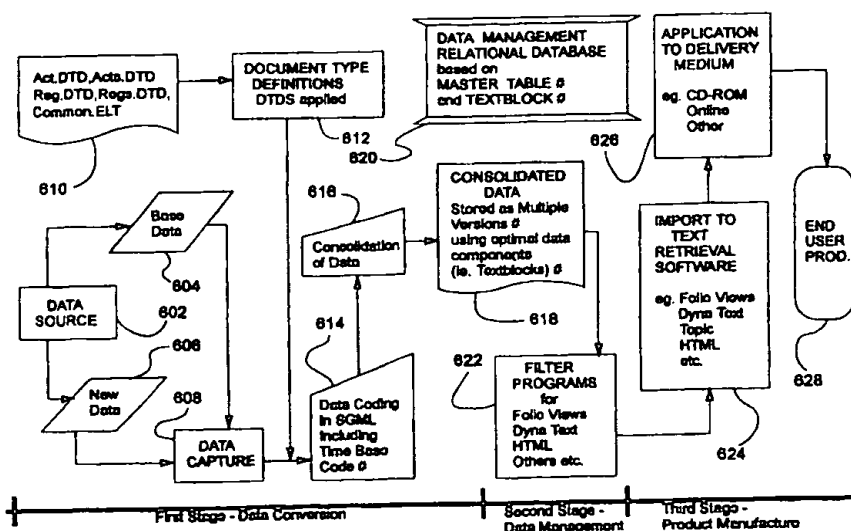 Act.DTD,Acts.DTD
Reg.DTD,Regs.DTD,
Common.ELT
610
DOCUMENT TYPE
DEFINITIONS
DTDS applied
612
DATA MANAGEMENT
RELATIONAL DATABASE
based on
MASTER TABLE #
and TEXTBLOCK #
620
APPLICATION
TO DELIVERY
MEDIUM
eg. CD-ROM
Online
Other
626
Base
Data
604
DATA
SOURCE
602
606
New
Data
608
DATA
CAPTURE
616
Consolidation
of Data
614
Data Coding
in SGML
Including
Time Base
Code #
CONSOLIDATED
DATA
Stored as Multiple
Versions #
using optimal data
components
(ie. Textblocks) #
618
622
FILTER
PROGRAMS
for
Folio Views
Dyna Text
HTML
Others etc.
IMPORT TO
TEXT
RETRIEVAL
SOFTWARE
eg. Folio Views
Dyna Text
Topic
HTML
etc.
624
END
USER
PROD.
628
First Stage - Data Conversion
Second Stage -
Data Management
Third Stage -
Product Manufacture